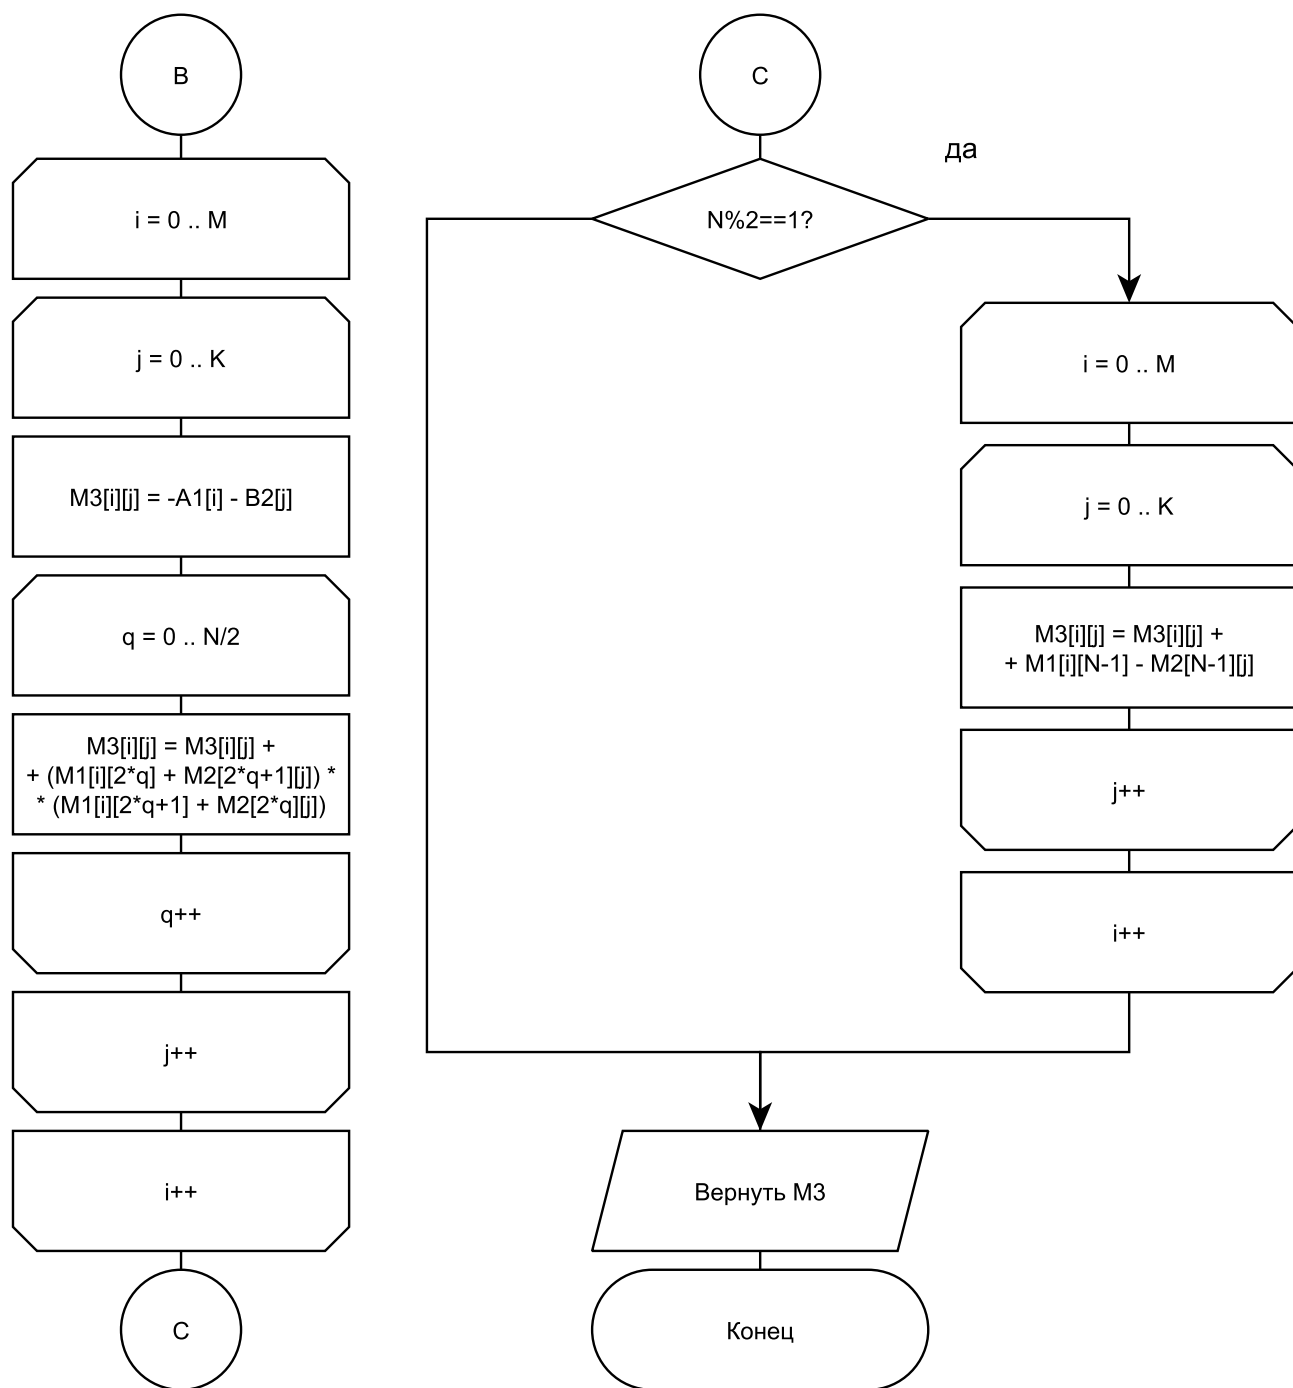 B
i = 0 .. M
j = 0 .. K
M3[i][j] = -A1[i] - B2[j]
q = 0 .. N/2
M3[i][j] = M3[i][j] +
+ (M1[i][2*q] + M2[2*q+1][j]) *
* (M1[i][2*q+1] + M2[2*q][j])
q++
j++
i++
C
C
да
N%2==1?
i = 0 .. M
j = 0 .. K
M3[i][j] = M3[i][j] +
+ M1[i][N-1] - M2[N-1][j]
j++
i++
Вернуть M3
Конец